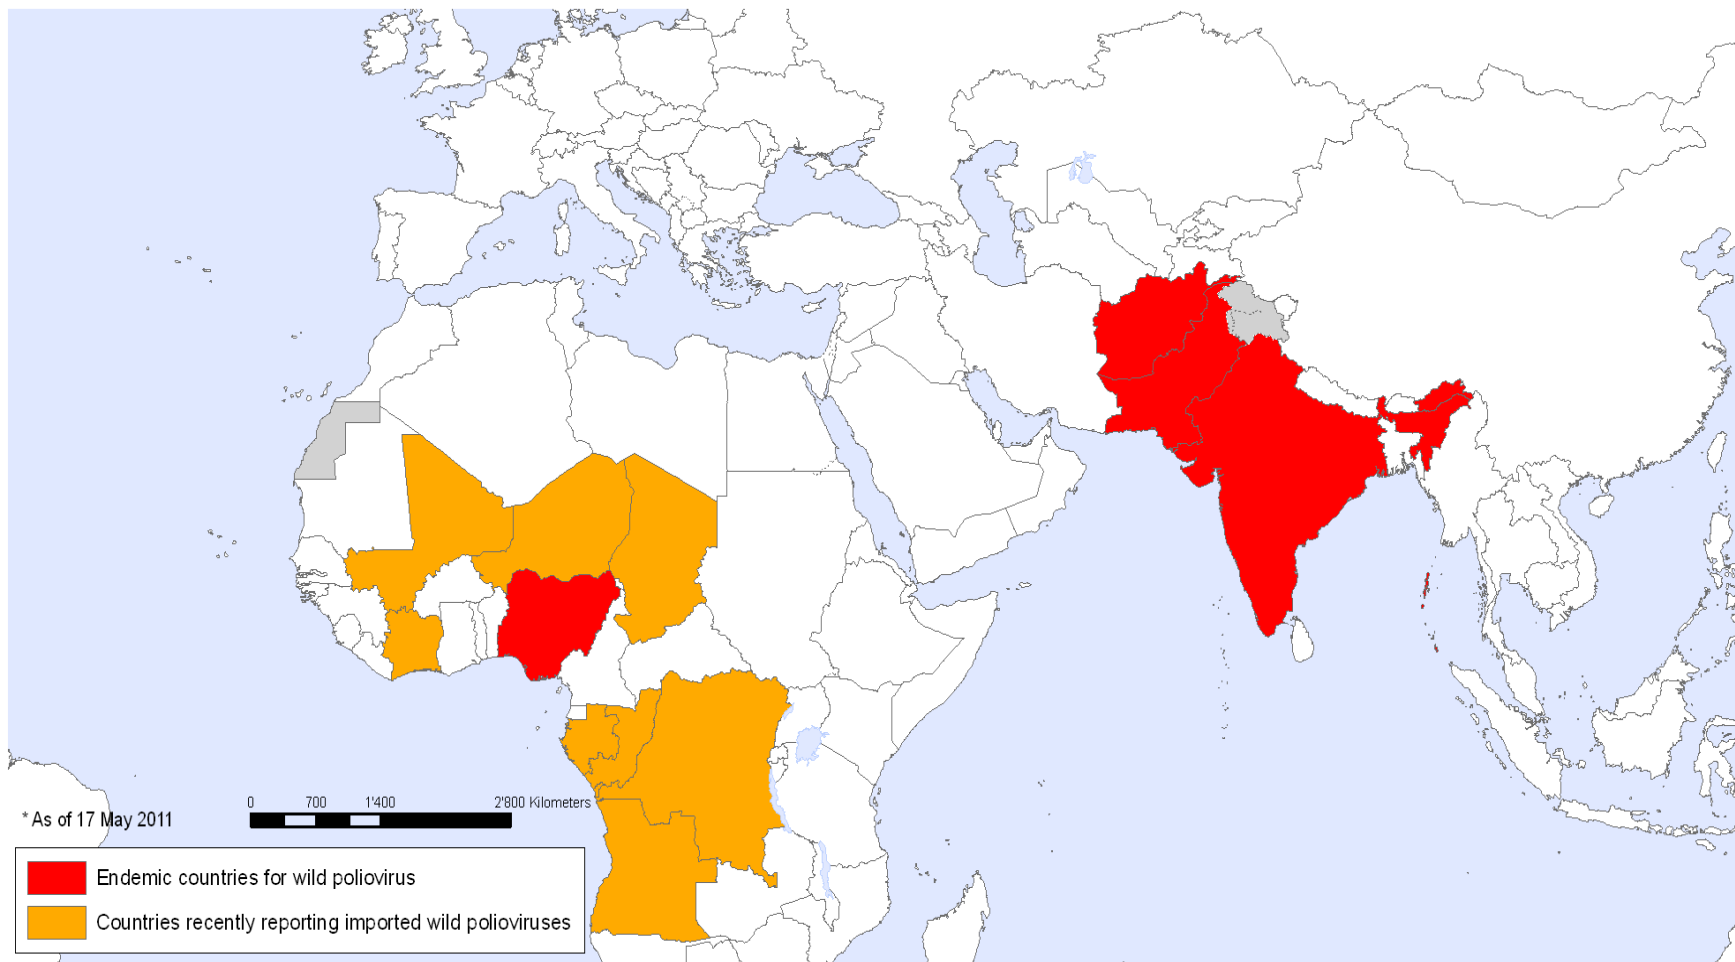 0 700 1'400 2'800 Kilometers
* As of 17 May 2011
Endemic countries for wild poliovirus
Countries recently reporting imported wild polioviruses